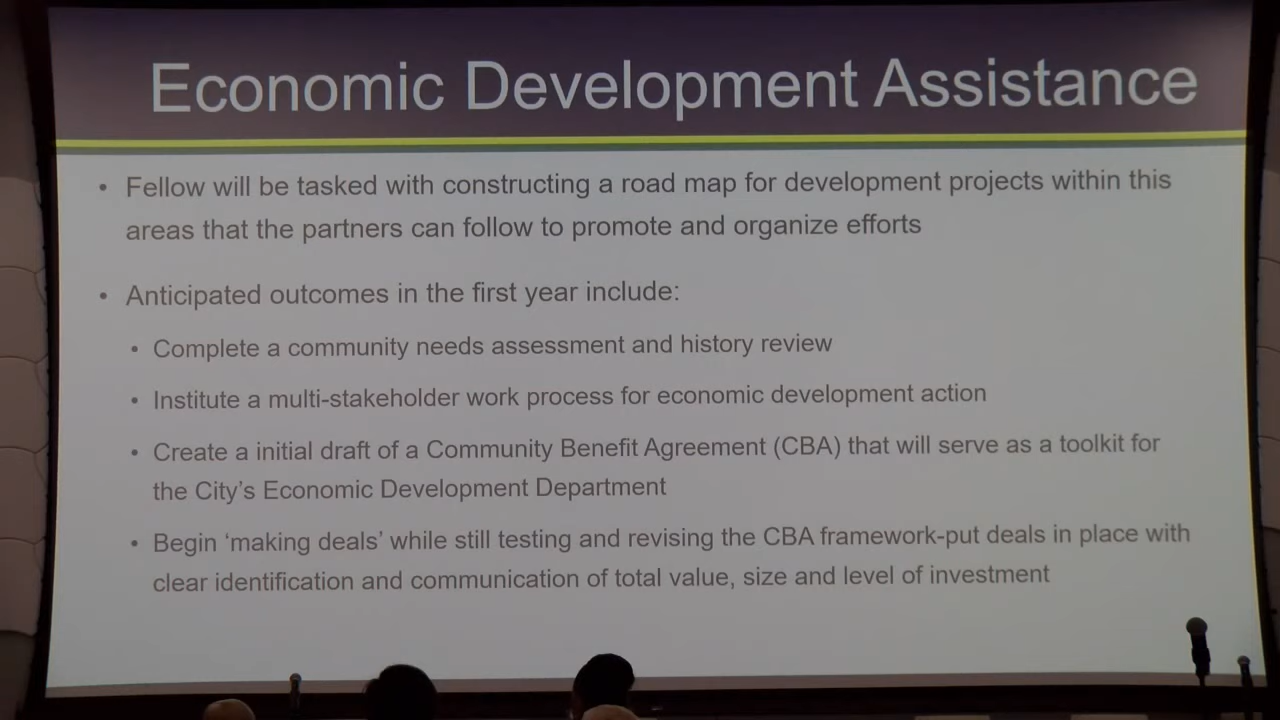 Economic Development Assistance
• Fellow will be tasked with constructing a road map for development projects within this
areas that the partners can follow to promote and organize efforts
• Anticipated outcomes in the first year include:
• Complete a community needs assessment and history review
• Institute a multi-stakeholder work process for economic development action
• Create a initial draft of a Community Benefit Agreement (CBA) that will serve as a toolkit for
the City’s Economic Development Department
• Begin ‘making deals’ while still testing and revising the CBA framework-put deals in place with
clear identification and communication of total value, size and level of investment